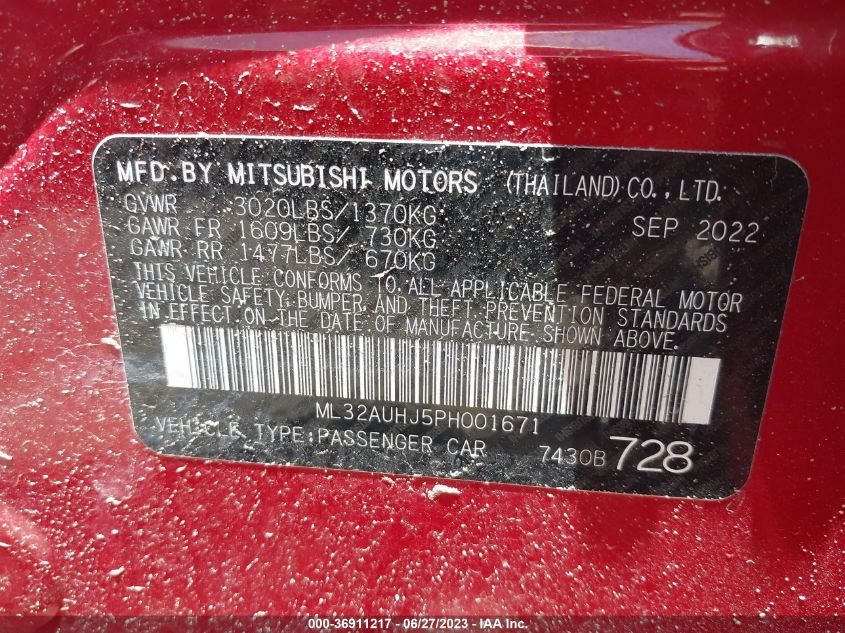 MFD.BY MITSUBISHI MOTORS (THAILAND) CO., LTD.
GVWR 3020LBS/1370KG SEP 2022
GAWR FR 1609LBS/ 730KG
GAWR RR 1477LBS/ 670KG
THIS VEHICLE CONFORMS TO ALL APPLICABLE FEDERAL MOTOR
VEHICLE SAFETY, BUMPER, AND THEFT PREVENTION STANDARDS
IN EFFECT ON THE DATE OF MANUFACTURE SHOWN ABOVE.
ML32AUHJ5PH001671
VEHICLE TYPE:PASSENGER CAR 7430B 728
000-36911217 - 06/27/2023 - IAA Inc.